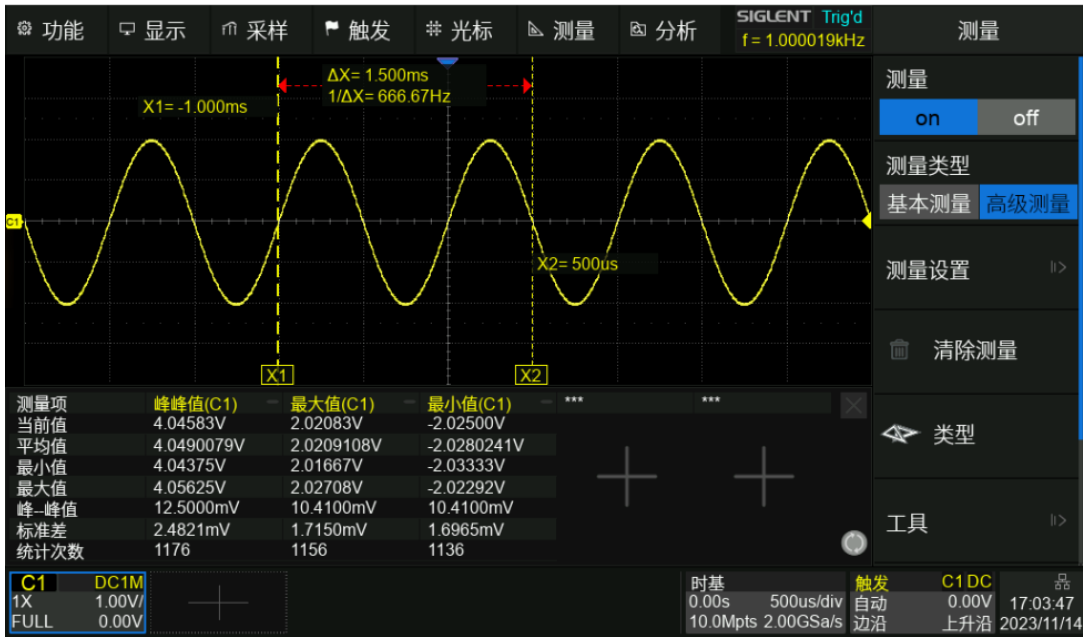 功能 显示 采样 触发 光标 测量 分析 SIGLENT Trig'd 测量
f = 1.000019kHz
测量
on off
测量类型
基本测量 高级测量
测量设置
清除测量
类型
工具
ΔX= 1.500ms
1/ΔX= 666.67Hz
X1= -1.000ms
C1
X2= 500us
X1 X2
测量项 峰峰值(C1) 最大值(C1) 最小值(C1) *** ***
当前值 4.04583V 2.02083V -2.02500V
平均值 4.0490079V 2.0209108V -2.0280241V
最小值 4.04375V 2.01667V -2.03333V
最大值 4.05625V 2.02708V -2.02292V
峰--峰值 12.5000mV 10.4100mV 10.4100mV
标准差 2.4821mV 1.7150mV 1.6965mV
统计次数 1176 1156 1136
C1 DC1M 时基 触发 C1 DC
1X 1.00V/ 0.00s 500us/div 自动 0.00V 17:03:47
FULL 0.00V 10.0Mpts 2.00GSa/s 边沿 上升沿 2023/11/14